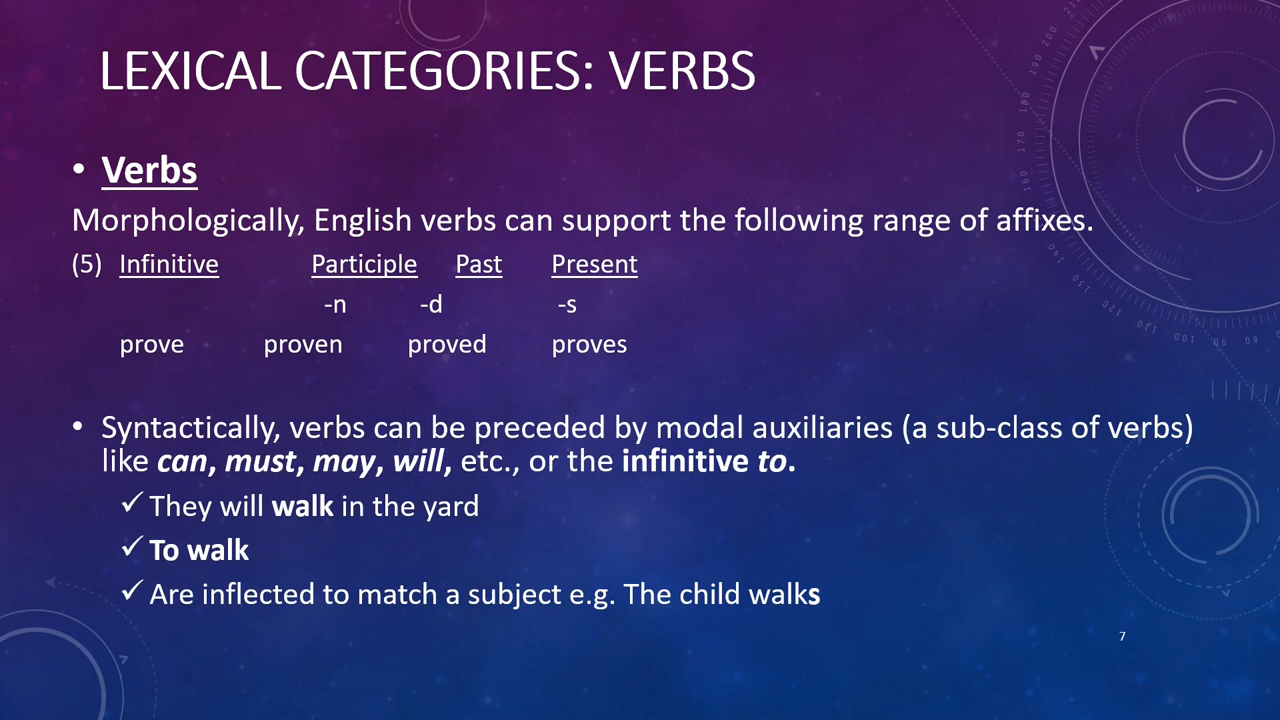 LEXICAL CATEGORIES: VERBS
• Verbs
Morphologically, English verbs can support the following range of affixes.
(5) Infinitive Participle Past Present
-n -d -s
prove proven proved proves
• Syntactically, verbs can be preceded by modal auxiliaries (a sub-class of verbs)
like can, must, may, will, etc., or the infinitive to.
✓ They will walk in the yard
✓ To walk
✓ Are inflected to match a subject e.g. The child walks
7